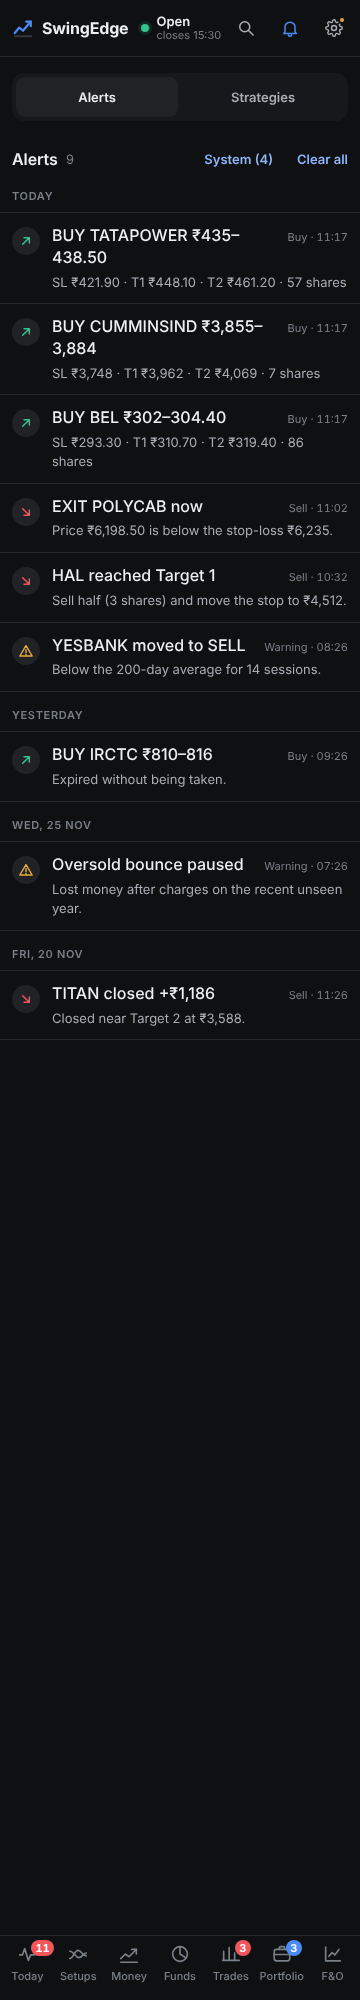 SwingEdge
Open
closes 15:30
Alerts
Strategies
Alerts 9
System (4)
Clear all
TODAY
BUY TATAPOWER ₹435–
438.50
Buy · 11:17
SL ₹421.90 · T1 ₹448.10 · T2 ₹461.20 · 57 shares
BUY CUMMINSIND ₹3,855–
3,884
Buy · 11:17
SL ₹3,748 · T1 ₹3,962 · T2 ₹4,069 · 7 shares
BUY BEL ₹302–304.40
Buy · 11:17
SL ₹293.30 · T1 ₹310.70 · T2 ₹319.40 · 86
shares
EXIT POLYCAB now
Sell · 11:02
Price ₹6,198.50 is below the stop-loss ₹6,235.
HAL reached Target 1
Sell · 10:32
Sell half (3 shares) and move the stop to ₹4,512.
YESBANK moved to SELL
Warning · 08:26
Below the 200-day average for 14 sessions.
YESTERDAY
BUY IRCTC ₹810–816
Buy · 09:26
Expired without being taken.
WED, 25 NOV
Oversold bounce paused
Warning · 07:26
Lost money after charges on the recent unseen
year.
FRI, 20 NOV
TITAN closed +₹1,186
Sell · 11:26
Closed near Target 2 at ₹3,588.
11
3
3
Today
Setups
Money
Funds
Trades
Portfolio
F&O